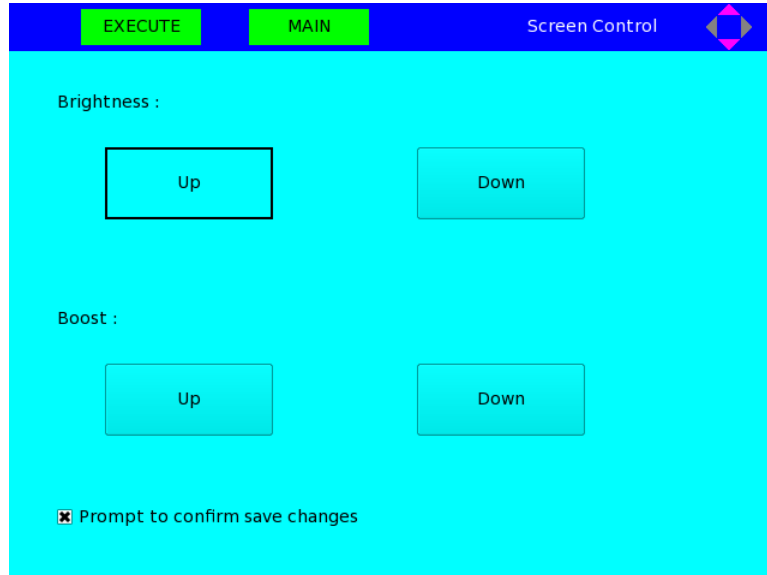 EXECUTE MAIN Screen Control
Brightness :
Up Down
Boost :
Up Down
Prompt to confirm save changes